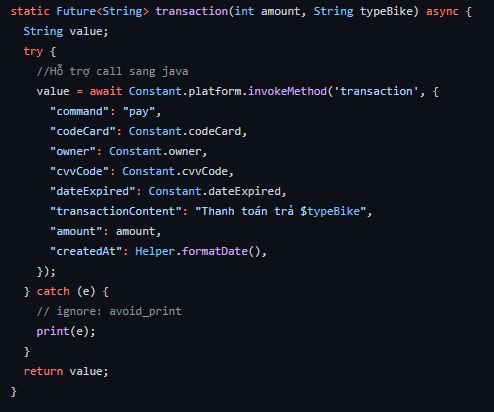 static Future<String> transaction(int amount, String typeBike) async {
  String value;
  try {
    //Hỗ trợ call sang java
    value = await Constant.platform.invokeMethod('transaction', {
      "command": "pay",
      "codeCard": Constant.codeCard,
      "owner": Constant.owner,
      "cvvCode": Constant.cvvCode,
      "dateExpired": Constant.dateExpired,
      "transactionContent": "Thanh toán trả $typeBike",
      "amount": amount,
      "createdAt": Helper.formatDate(),
    });
  } catch (e) {
    // ignore: avoid_print
    print(e);
  }
  return value;
}